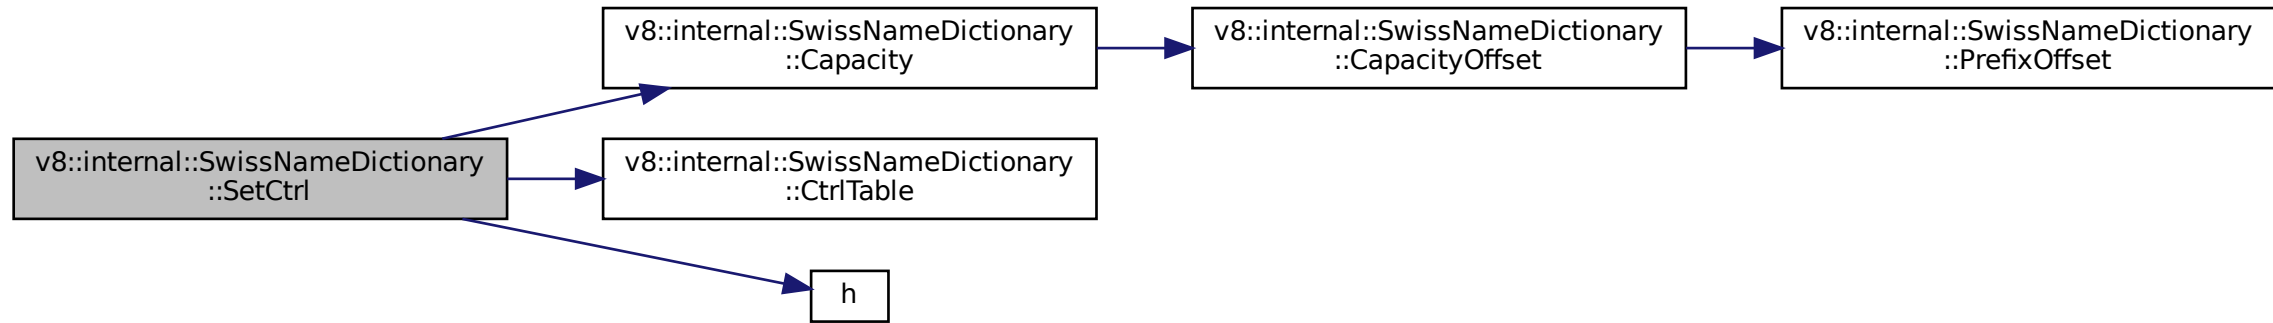 v8::internal::SwissNameDictionary
::SetCtrl
v8::internal::SwissNameDictionary
::Capacity
v8::internal::SwissNameDictionary
::CapacityOffset
v8::internal::SwissNameDictionary
::PrefixOffset
v8::internal::SwissNameDictionary
::CtrlTable
h